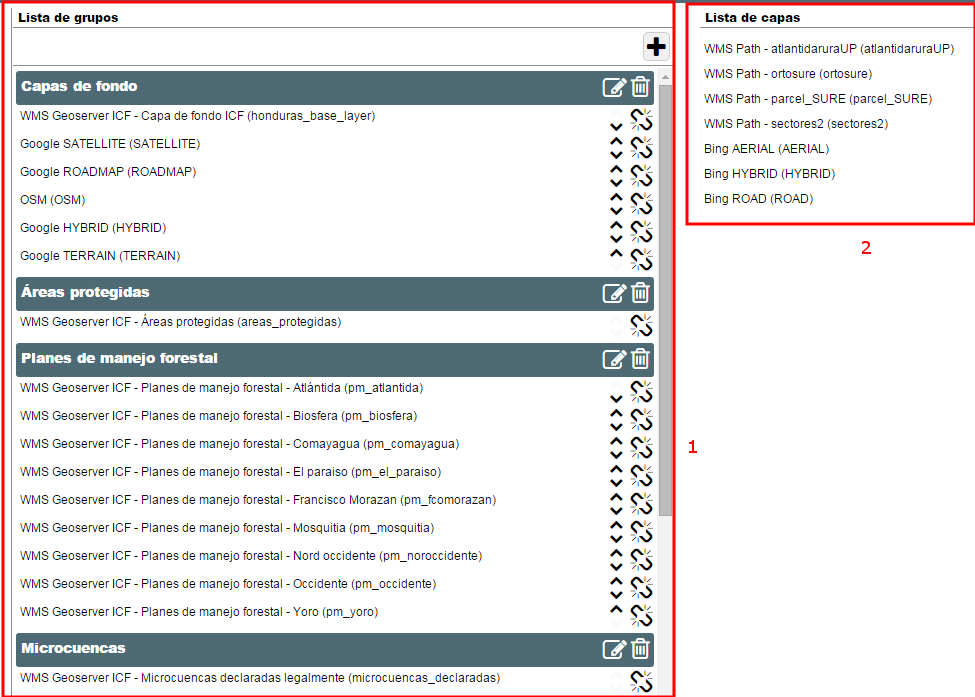 Lista de grupos
Capas de fondo
WMS Geoserver ICF - Capa de fondo ICF (honduras_base_layer)
Google SATELLITE (SATELLITE)
Google ROADMAP (ROADMAP)
OSM (OSM)
Google HYBRID (HYBRID)
Google TERRAIN (TERRAIN)
Áreas protegidas
WMS Geoserver ICF - Áreas protegidas (areas_protegidas)
Planes de manejo forestal
WMS Geoserver ICF - Planes de manejo forestal - Atlántida (pm_atlantida)
WMS Geoserver ICF - Planes de manejo forestal - Biosfera (pm_biosfera)
WMS Geoserver ICF - Planes de manejo forestal - Comayagua (pm_comayagua)
WMS Geoserver ICF - Planes de manejo forestal - El paraiso (pm_el_paraiso)
WMS Geoserver ICF - Planes de manejo forestal - Francisco Morazan (pm_fcomorazan)
WMS Geoserver ICF - Planes de manejo forestal - Mosquitia (pm_mosquitia)
WMS Geoserver ICF - Planes de manejo forestal - Nord occidente (pm_noroccidente)
WMS Geoserver ICF - Planes de manejo forestal - Occidente (pm_occidente)
WMS Geoserver ICF - Planes de manejo forestal - Yoro (pm_yoro)
Microcuencas
WMS Geoserver ICF - Microcuencas declaradas legalmente (microcuencas_declaradas)
1
Lista de capas
WMS Path - atlantidaruraUP (atlantidaruraUP)
WMS Path - ortosure (ortosure)
WMS Path - parcel_SURE (parcel_SURE)
WMS Path - sectores2 (sectores2)
Bing AERIAL (AERIAL)
Bing HYBRID (HYBRID)
Bing ROAD (ROAD)
2